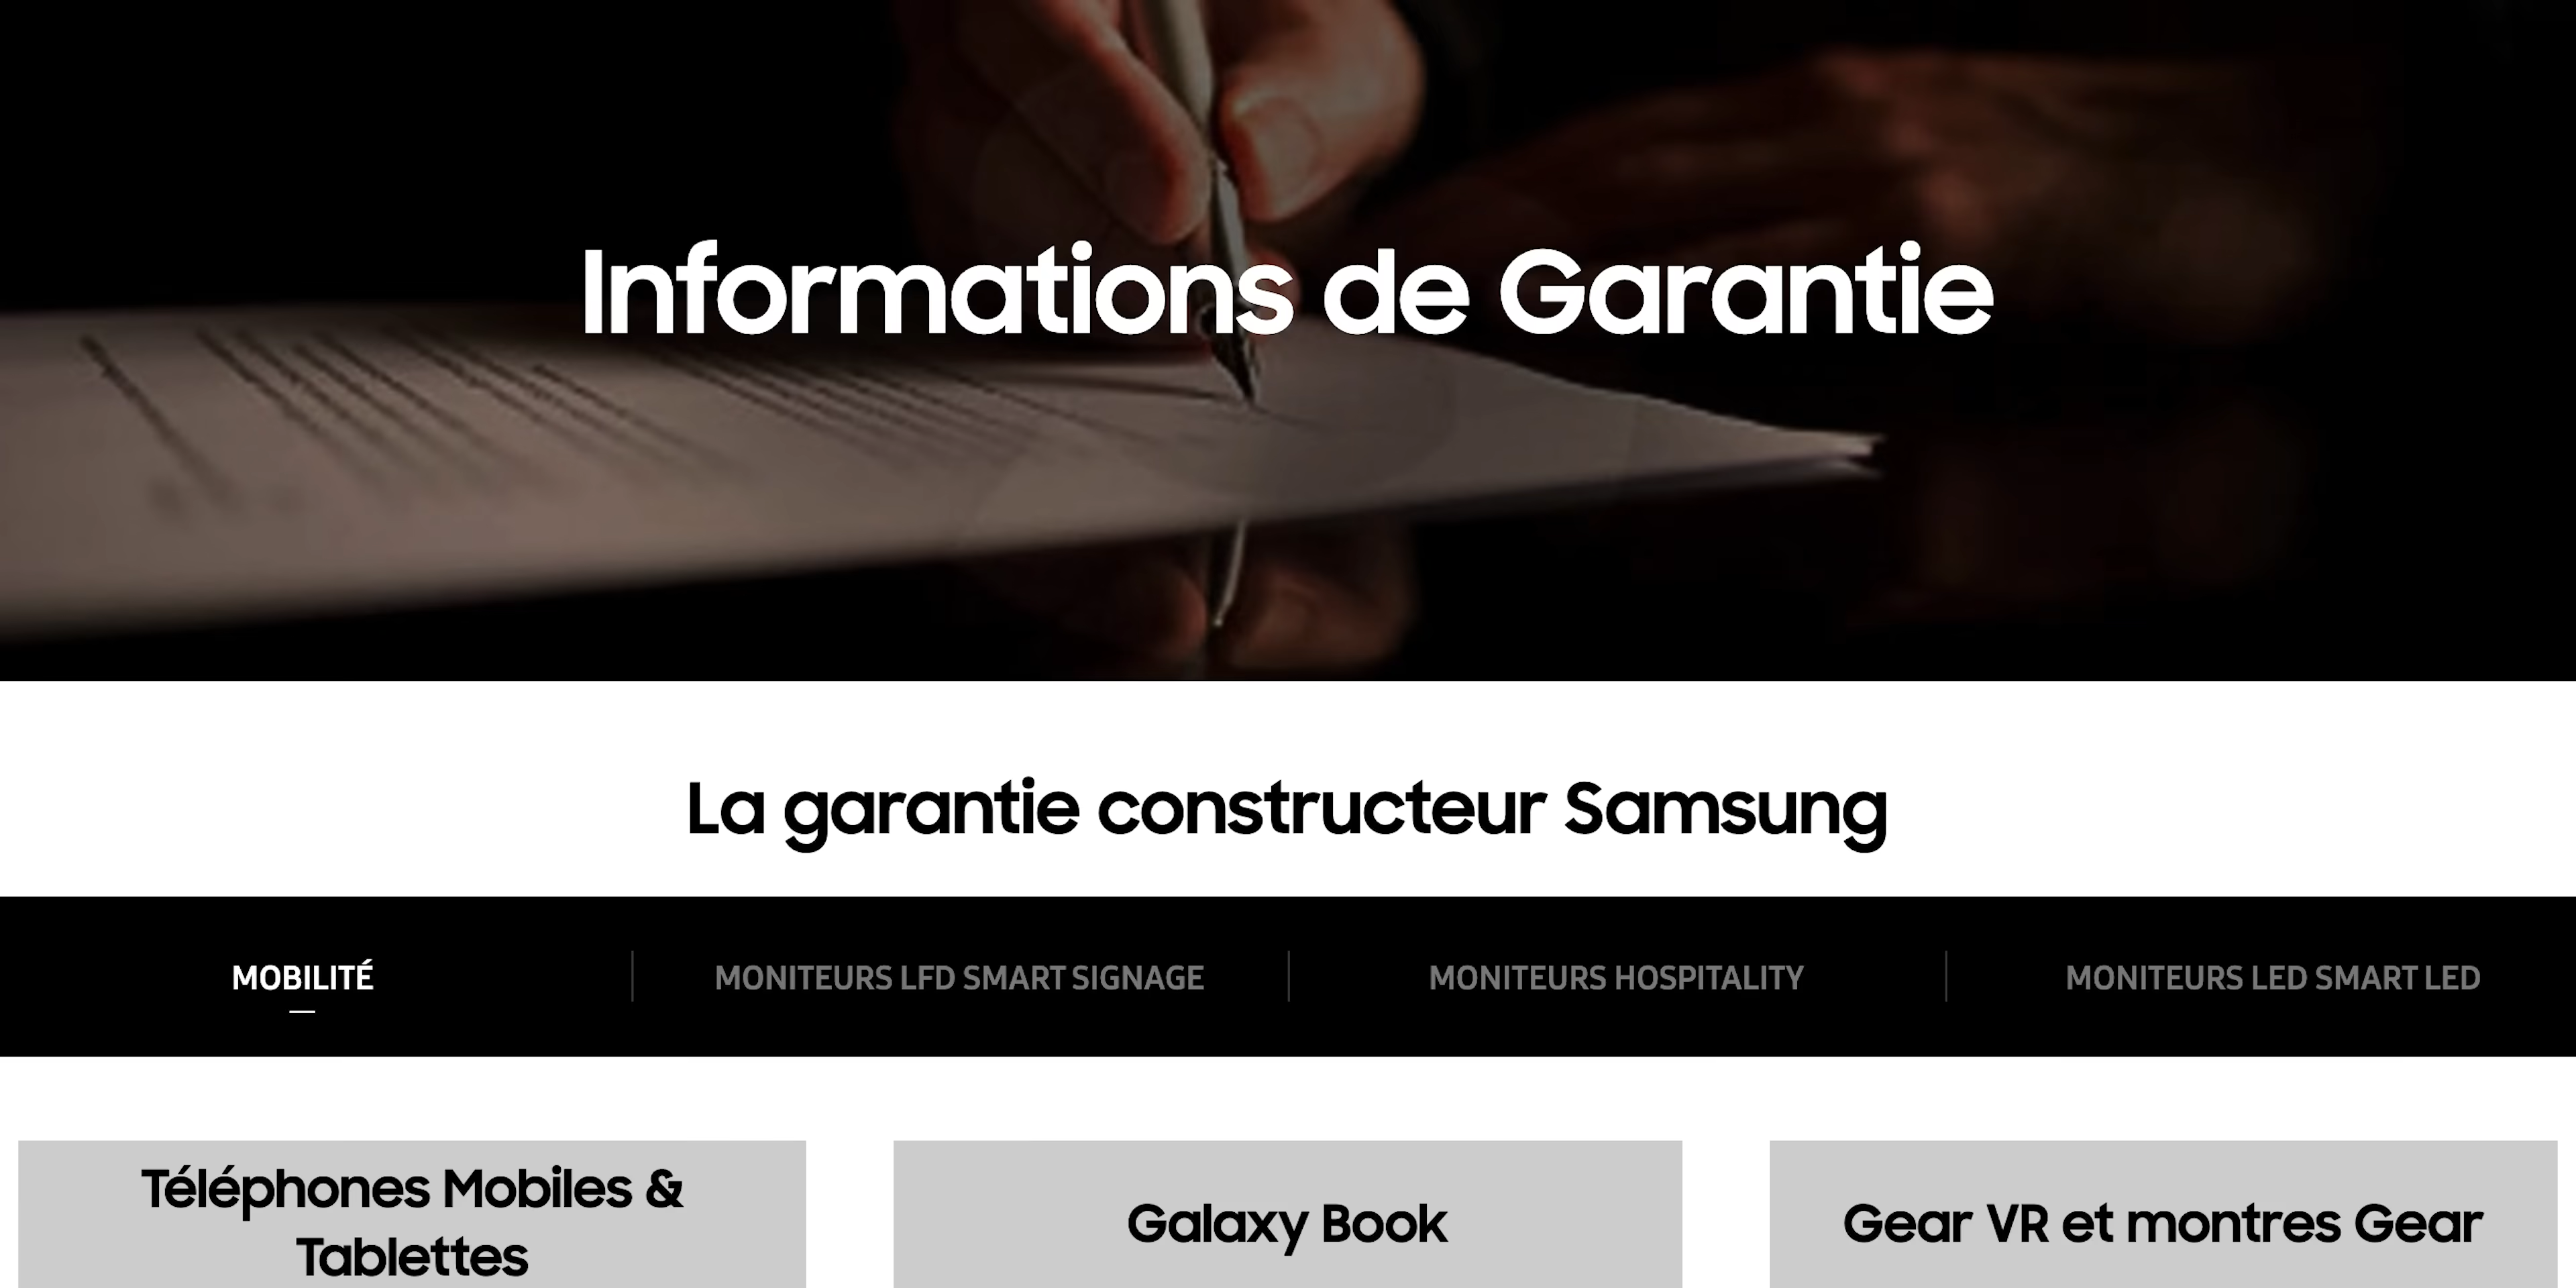 Informations de Garantie
La garantie constructeur Samsung
MOBILITÉ
MONITEURS LFD SMART SIGNAGE
MONITEURS HOSPITALITY
MONITEURS LED SMART LED
Téléphones Mobiles &
Tablettes
Galaxy Book
Gear VR et montres Gear